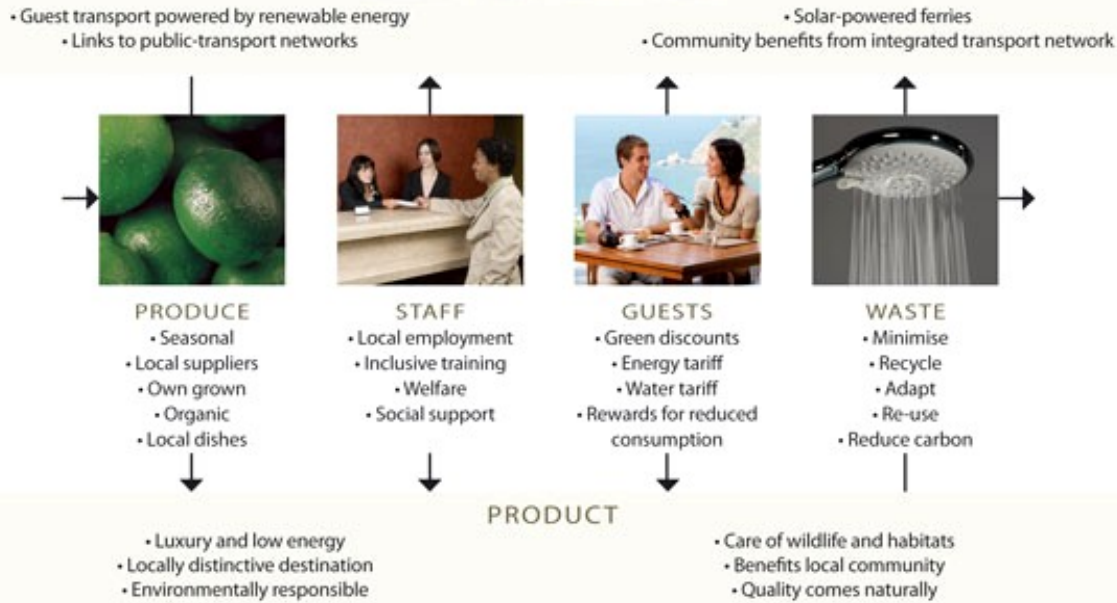 • Guest transport powered by renewable energy
• Links to public-transport networks
• Solar-powered ferries
• Community benefits from integrated transport network
PRODUCE
• Seasonal
• Local suppliers
• Own grown
• Organic
• Local dishes
STAFF
• Local employment
• Inclusive training
• Welfare
• Social support
GUESTS
• Green discounts
• Energy tariff
• Water tariff
• Rewards for reduced
consumption
WASTE
• Minimise
• Recycle
• Adapt
• Re-use
• Reduce carbon
PRODUCT
• Luxury and low energy
• Locally distinctive destination
• Environmentally responsible
• Care of wildlife and habitats
• Benefits local community
• Quality comes naturally